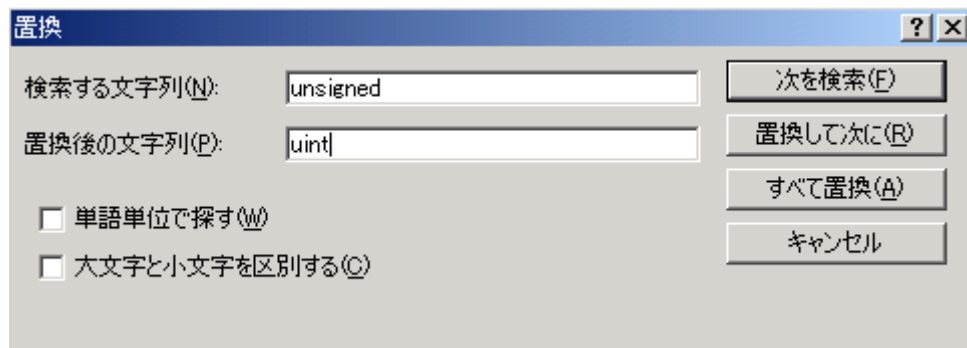 置換
検索する文字列(N):
unsigned
次を検索(F)
置換後の文字列(P):
uint
置換して次に(R)
すべて置換(A)
単語単位で探す(W)
キャンセル
大文字と小文字を区別する(C)